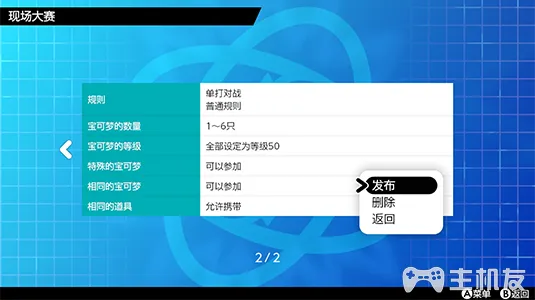 现场大赛
规则 单打对战
普通规则
宝可梦的数量 1～6只
宝可梦的等级 全部设定为等级50
特殊的宝可梦 可以参加
相同的宝可梦 可以参加
相同的道具 允许携带
发布
删除
返回
2/2
主机友
A菜单 B返回